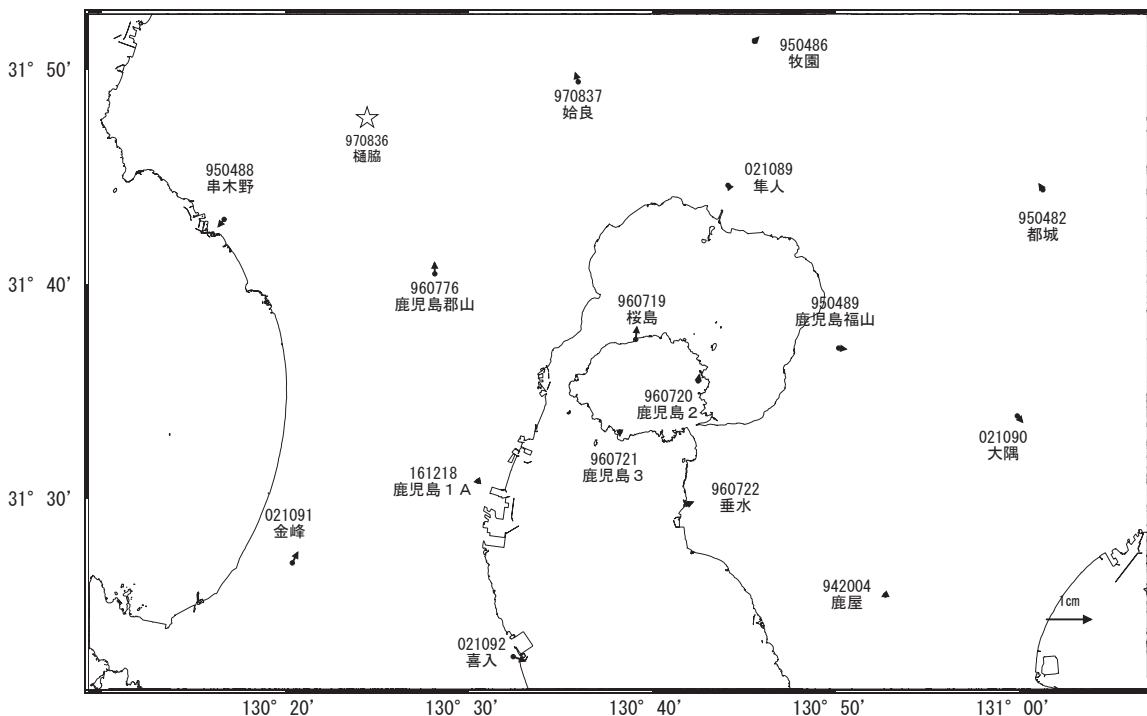 31° 50'
950486
牧園
970837
姶良
970836
樋脇
950488
串木野
021089
隼人
950482
都城
31° 40'
960776
鹿児島郡山
960719
桜島
950489
鹿児島福山
960720
鹿児島２
021090
大隅
960721
鹿児島３
161218
鹿児島１Ａ
31° 30'
960722
垂水
021091
金峰
942004
鹿屋
1cm
021092
喜入
130° 20'
130° 30'
130° 40'
130° 50'
131° 00'